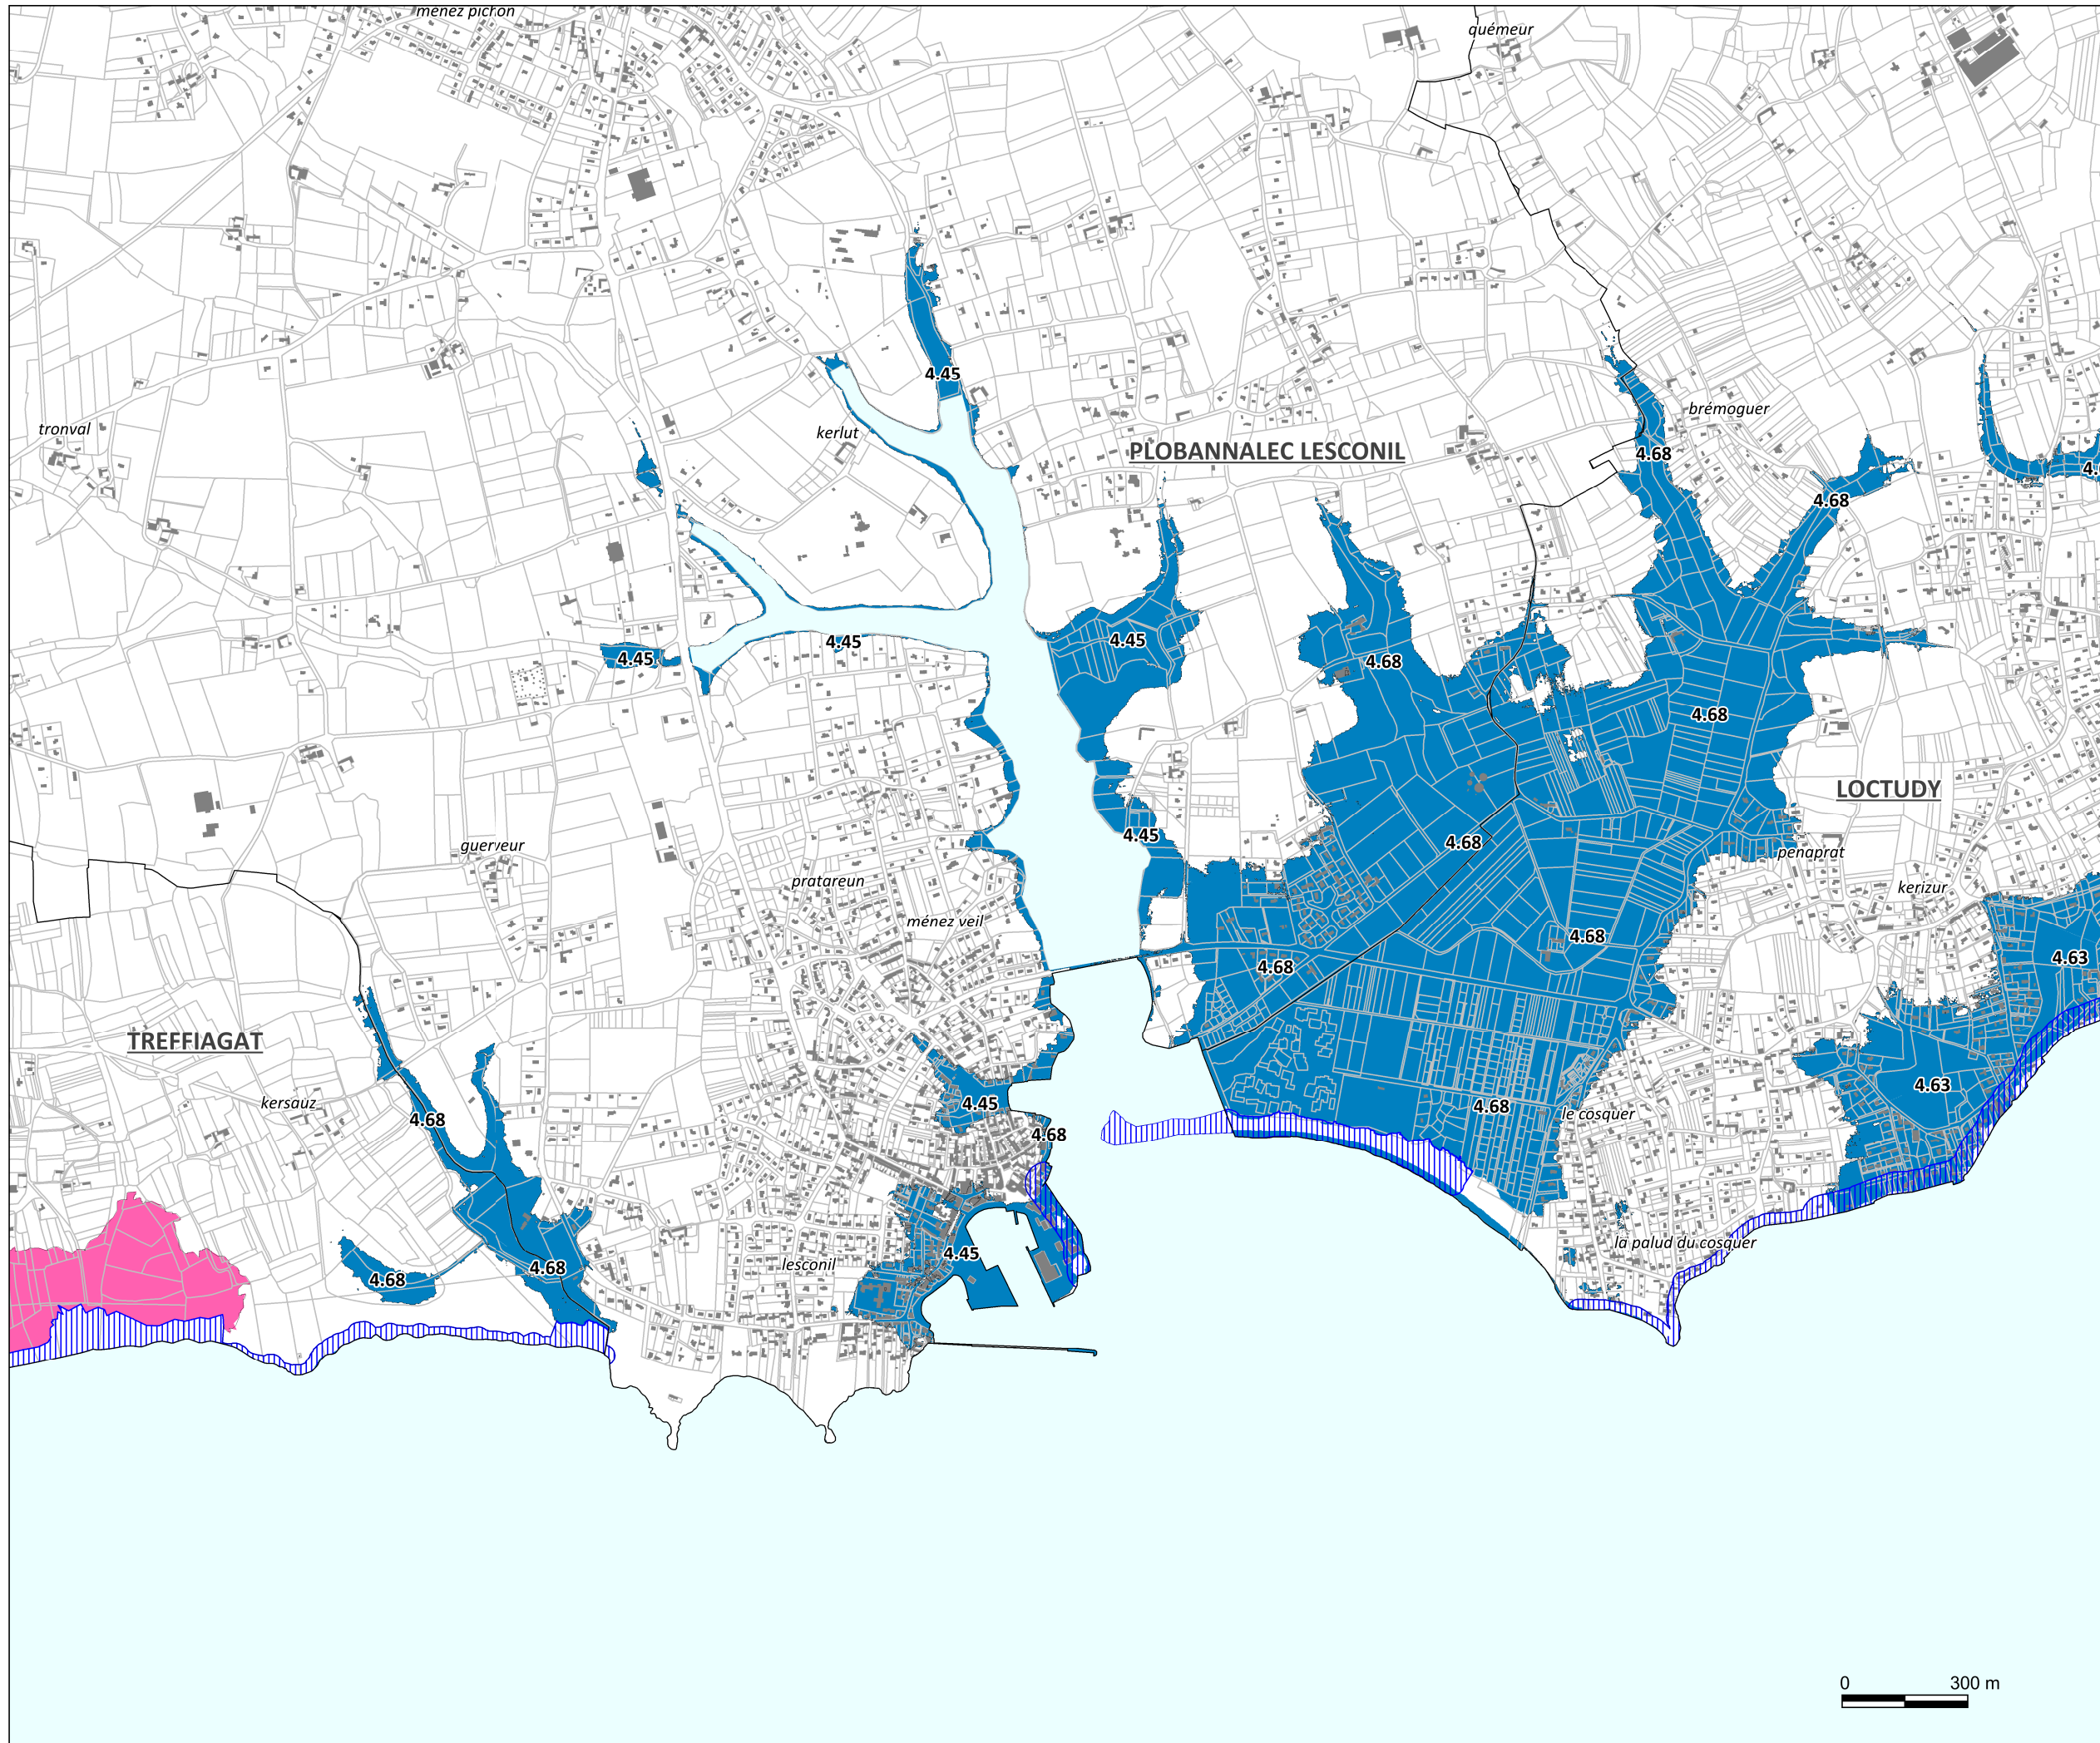 ménez pichon
quémeur
4.45
brémoguer
tronval
kerlut
PLOBANNALEC LESCONIL
4.68
4.
4.68
4.45
4.45
4.45
4.68
4.68
LOCTUDY
4.45
4.68
guerveur
penaprat
pratareun
kerizur
ménez veil
4.68
4.63
4.68
TREFFIAGAT
4.63
kersauz
4.45
4.68
4.68
le cosquer
4.68
la palud du cosquer
4.45
lesconil
4.68
4.68
0 300 m